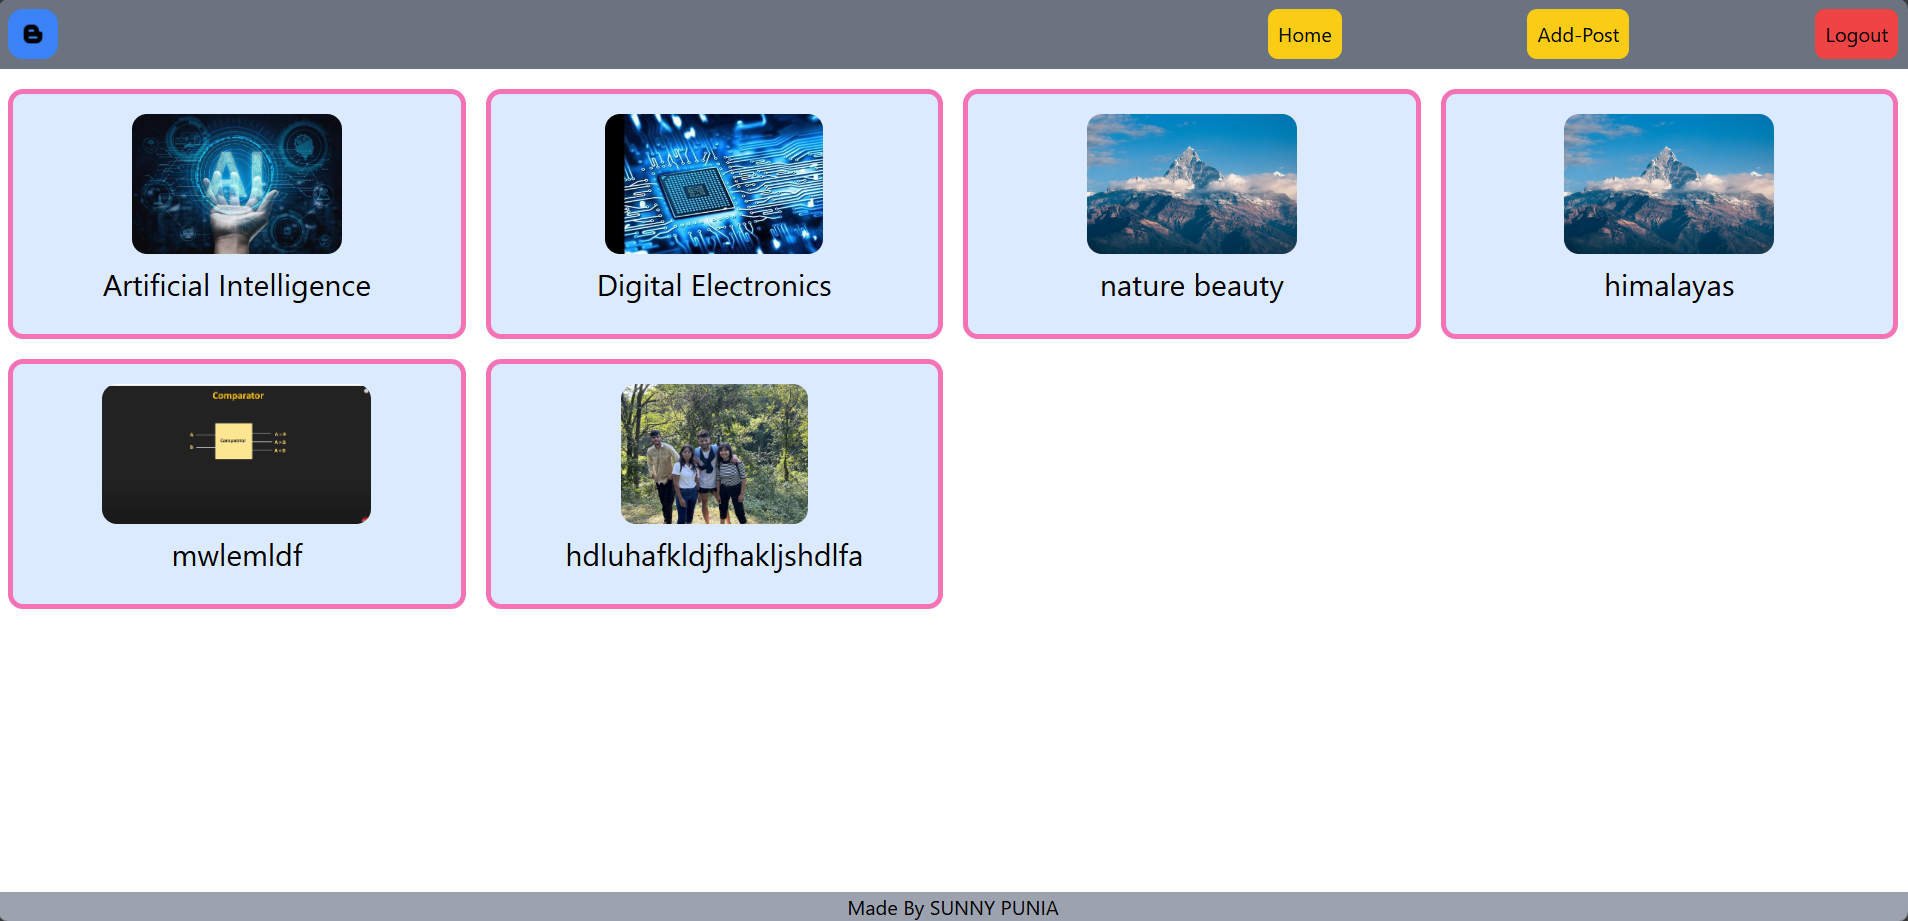 Home
Add-Post
Logout
AI
Artificial Intelligence
Digital Electronics
nature beauty
himalayas
Comparator
A
B
Comparator
mwlemldf
hdluhafkldjfhakljshdlfa
Made By SUNNY PUNIA